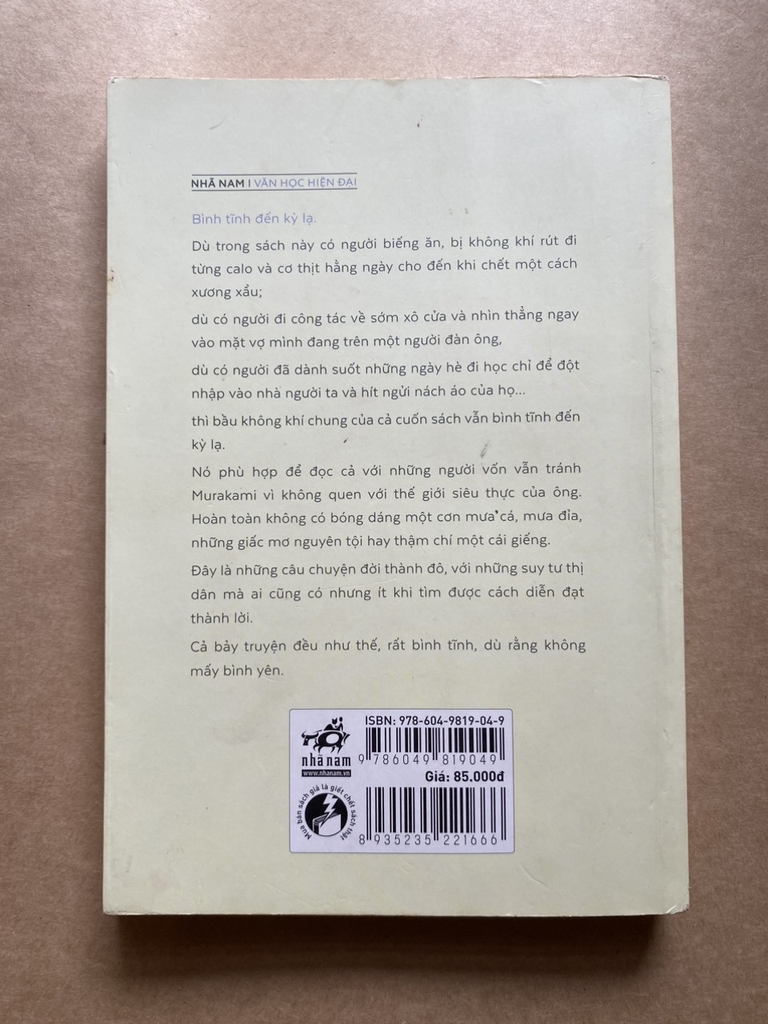 NHÃ NAM | VĂN HỌC HIỆN ĐẠI
Bình tĩnh đến kỳ lạ.
Dù trong sách này có người biếng ăn, bị không khí rút đi
từng calo và cơ thịt hằng ngày cho đến khi chết một cách
xương xẩu;
dù có người đi công tác về sớm xô cửa và nhìn thẳng ngay
vào mặt vợ mình đang trên một người đàn ông,
dù có người đã dành suốt những ngày hè đi học chỉ để đột
nhập vào nhà người ta và hít ngửi nách áo của họ...
thì bầu không khí chung của cả cuốn sách vẫn bình tĩnh đến
kỳ lạ.
Nó phù hợp để đọc cả với những người vốn vẫn tránh
Murakami vì không quen với thế giới siêu thực của ông.
Hoàn toàn không có bóng dáng một cơn mưa cá, mưa đỉa,
những giấc mơ nguyên tội hay thậm chí một cái giếng.
Đây là những câu chuyện đời thành đô, với những suy tư thị
dân mà ai cũng có nhưng ít khi tìm được cách diễn đạt
thành lời.
Cả bảy truyện đều như thế, rất bình tĩnh, dù rằng không
mấy bình yên.
ISBN: 978-604-9819-04-9
9 786049 819049
nhã nam
www.nhanam.vn
Giá: 85.000đ
Mua bán sách giả là giết chết sách thật
8 935235 221666